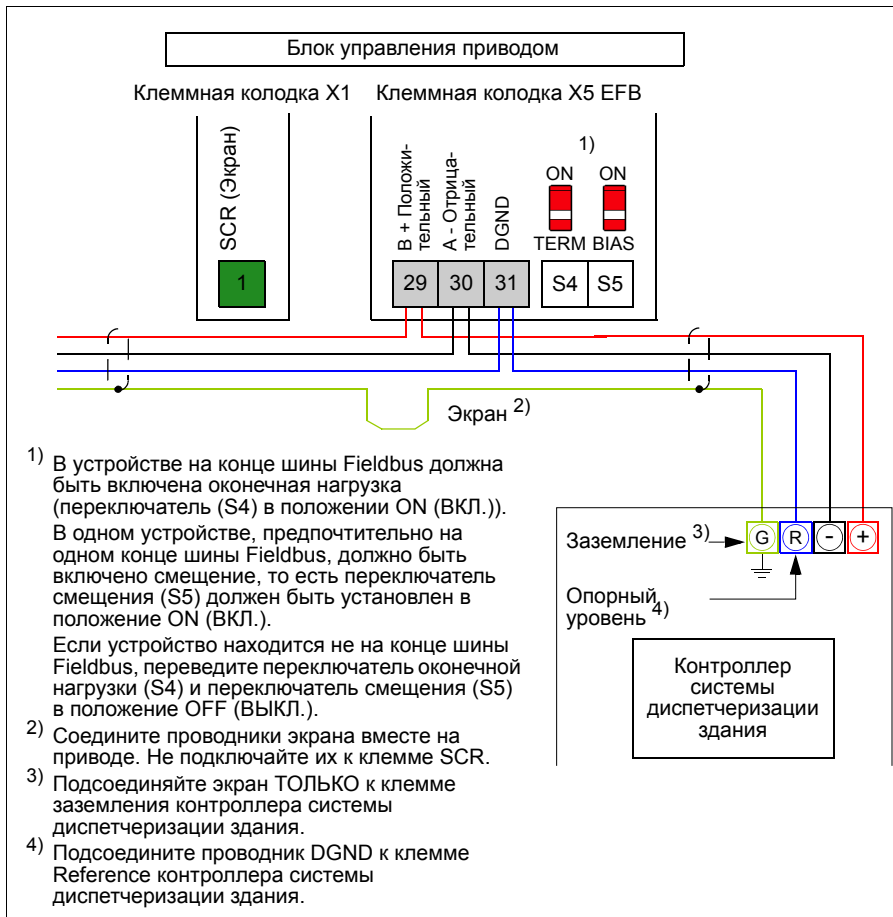 Блок управления приводом
Клеммная колодка X1
Клеммная колодка X5 EFB
SCR (Экран)
1
B + Положи-
тельный
A - Отрица-
тельный
DGND
1)
ON
ON
TERM
BIAS
29
30
31
S4
S5
Экран 2)
1) В устройстве на конце шины Fieldbus должна
быть включена оконечная нагрузка
(переключатель (S4) в положении ON (ВКЛ.)).
В одном устройстве, предпочтительно на
одном конце шины Fieldbus, должно быть
включено смещение, то есть переключатель
смещения (S5) должен быть установлен в
положение ON (ВКЛ.).
Если устройство находится не на конце шины
Fieldbus, переведите переключатель оконечной
нагрузки (S4) и переключатель смещения (S5)
в положение OFF (ВЫКЛ.).
2) Соедините проводники экрана вместе на
приводе. Не подключайте их к клемме SCR.
3) Подсоединяйте экран ТОЛЬКО к клемме
заземления контроллера системы
диспетчеризации здания.
4) Подсоедините проводник DGND к клемме
Reference контроллера системы
диспетчеризации здания.
Заземление 3)
G
R
-
+
Опорный
уровень 4)
Контроллер
системы
диспетчеризации
здания